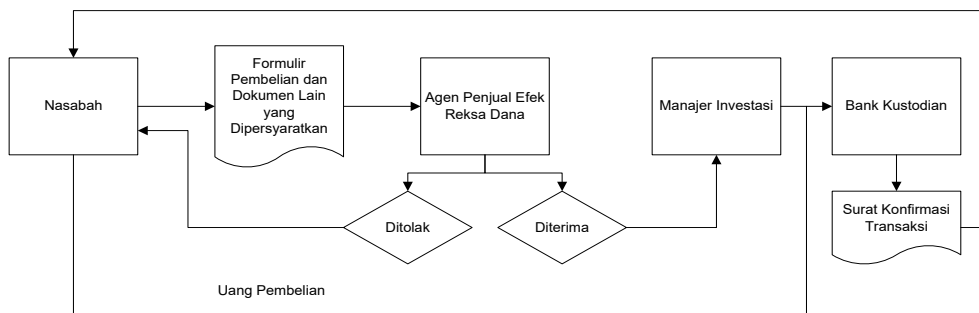 Nasabah
Formulir
Pembelian dan
Dokumen Lain
yang
Dipersyaratkan
Agen Penjual Efek
Reksa Dana
Manajer Investasi
Bank Kustodian
Ditolak
Diterima
Surat Konfirmasi
Transaksi
Uang Pembelian